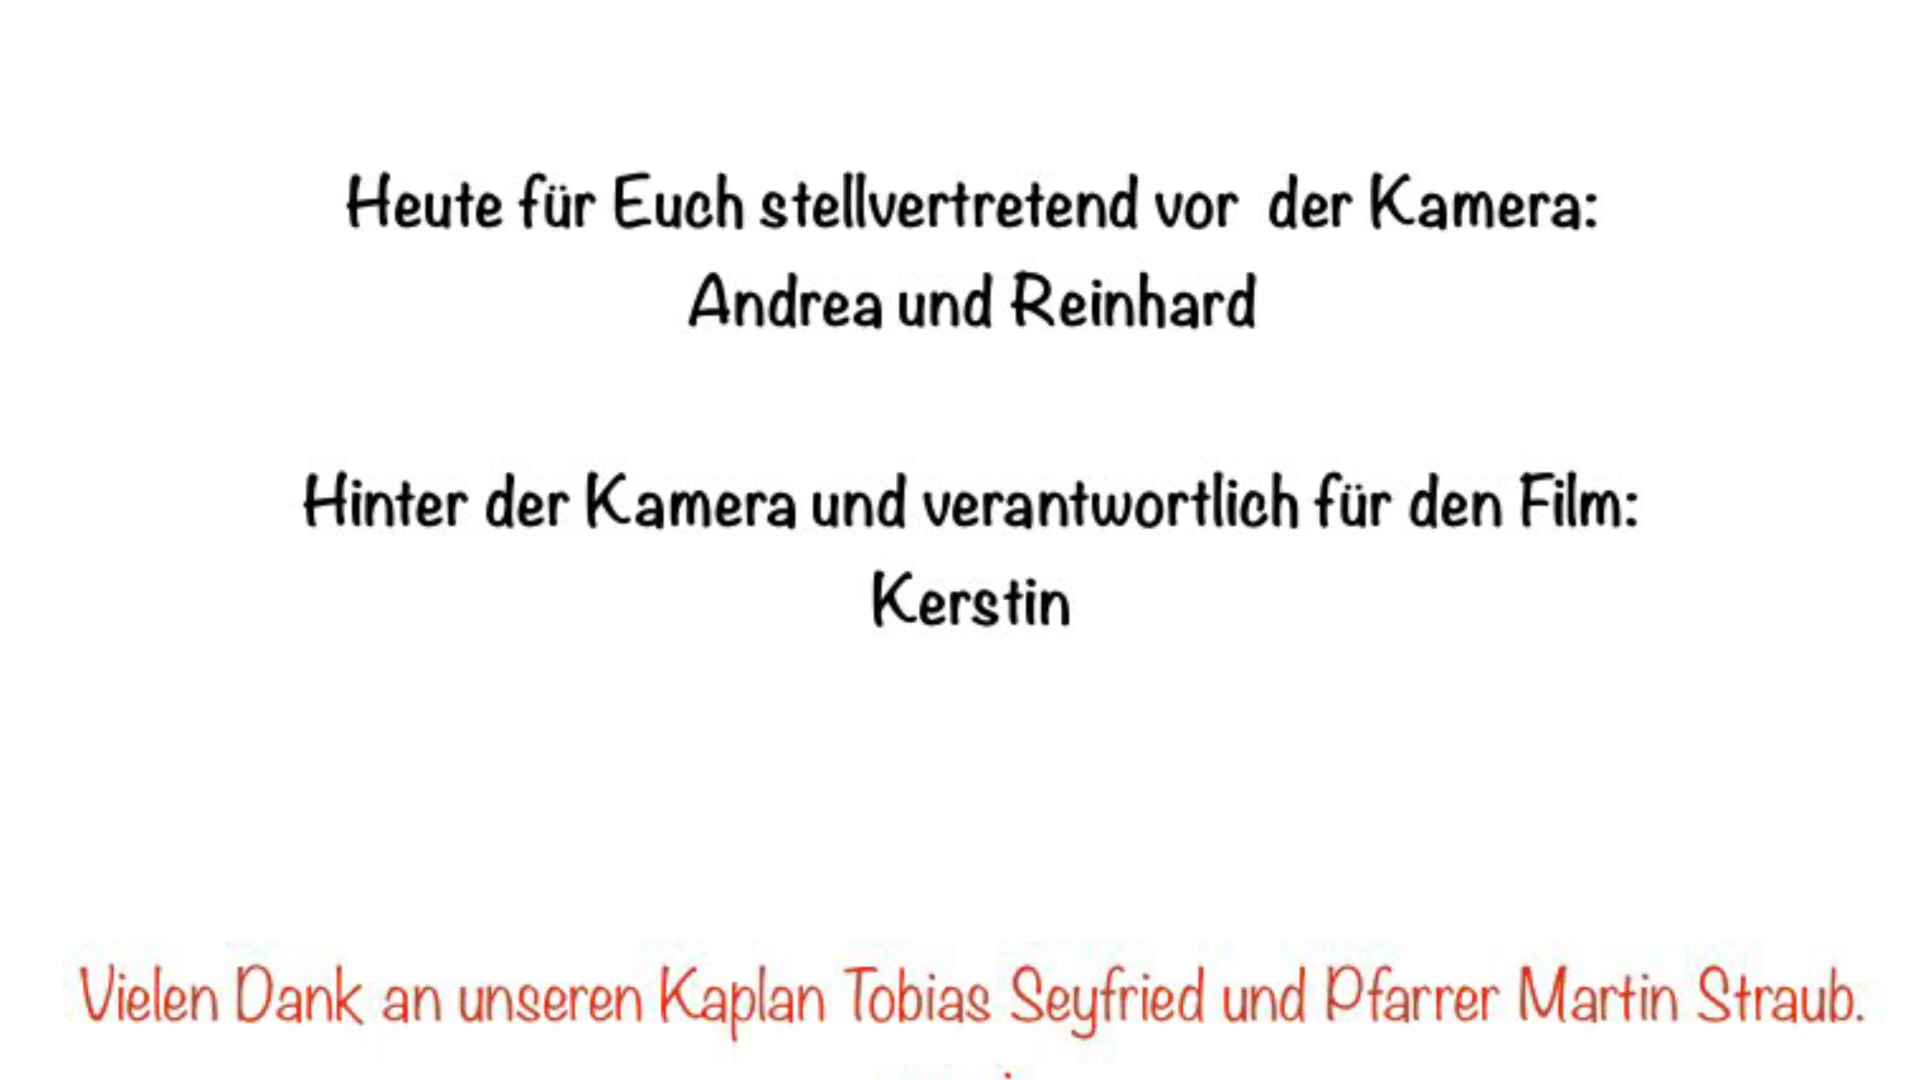 Heute für Euch stellvertretend vor der Kamera:
Andrea und Reinhard
Hinter der Kamera und verantwortlich für den Film:
Kerstin
Vielen Dank an unseren Kaplan Tobias Seyfried und Pfarrer Martin Straub.